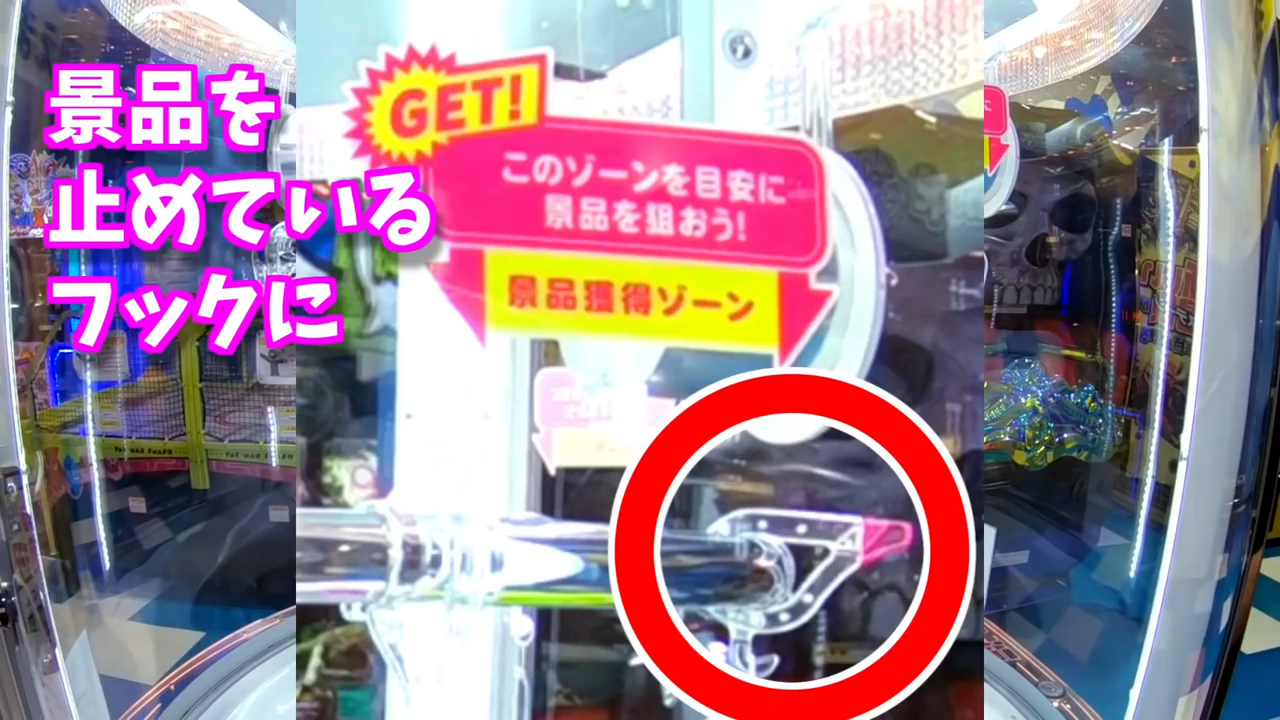 景品を
止めている
フックに
GET!
このゾーンを目安に
景品を狙おう!
景品獲得ゾーン